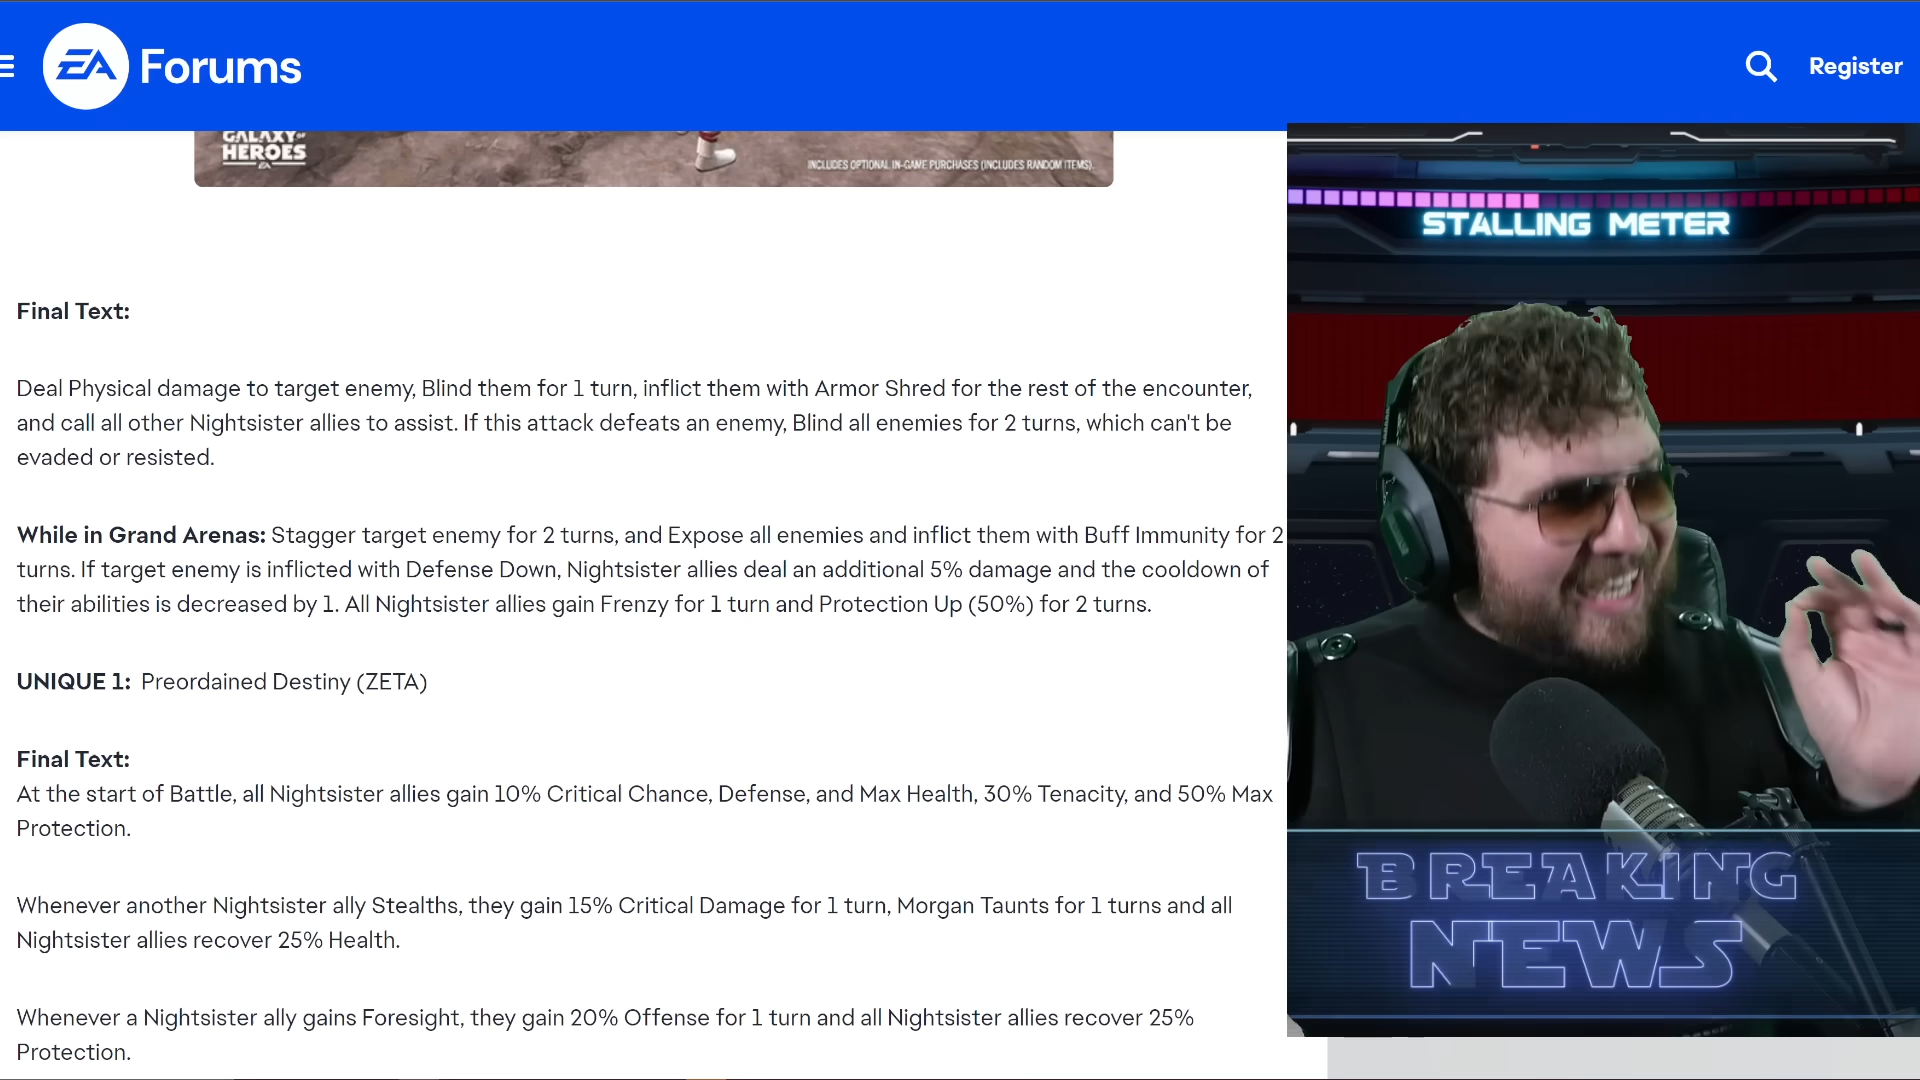 EA Forums
Register
GALAXY OF
HEROES
EA
INCLUDES OPTIONAL IN-GAME PURCHASES (INCLUDES RANDOM ITEMS).
STALLING METER
Final Text:
Deal Physical damage to target enemy, Blind them for 1 turn, inflict them with Armor Shred for the rest of the encounter,
and call all other Nightsister allies to assist. If this attack defeats an enemy, Blind all enemies for 2 turns, which can't be
evaded or resisted.
While in Grand Arenas: Stagger target enemy for 2 turns, and Expose all enemies and inflict them with Buff Immunity for 2
turns. If target enemy is inflicted with Defense Down, Nightsister allies deal an additional 5% damage and the cooldown of
their abilities is decreased by 1. All Nightsister allies gain Frenzy for 1 turn and Protection Up (50%) for 2 turns.
UNIQUE 1: Preordained Destiny (ZETA)
Final Text:
At the start of Battle, all Nightsister allies gain 10% Critical Chance, Defense, and Max Health, 30% Tenacity, and 50% Max
Protection.
Whenever another Nightsister ally Stealths, they gain 15% Critical Damage for 1 turn, Morgan Taunts for 1 turns and all
Nightsister allies recover 25% Health.
Whenever a Nightsister ally gains Foresight, they gain 20% Offense for 1 turn and all Nightsister allies recover 25%
Protection.
BREAKING
NEWS